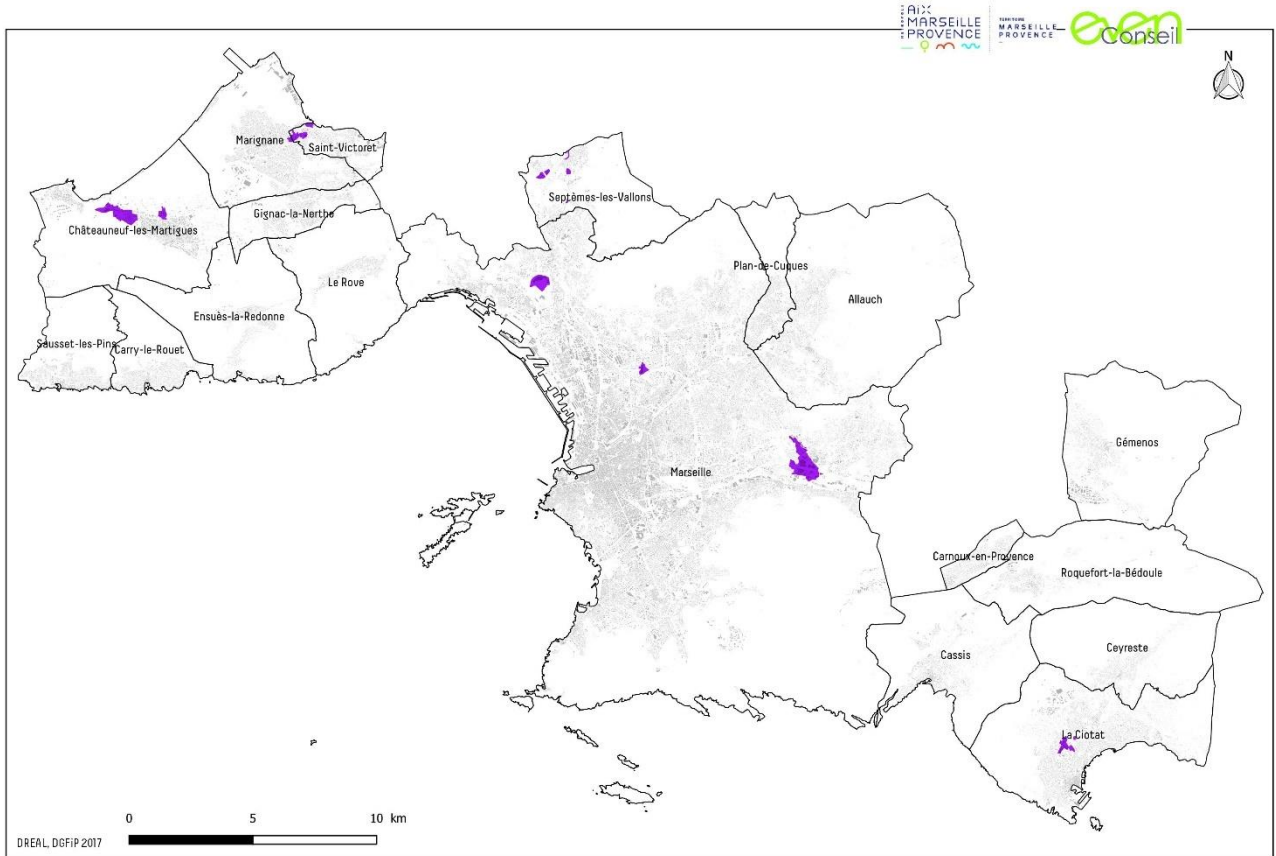 AIX
MARSEILLE
PROVENCE
TERRITOIRE
MARSEILLE
PROVENCE
even
Conseil
N
Marignane
Saint-Victoret
Septèmes-les-Vallons
Gignac-la-Nerthe
Châteauneuf-les-Martigues
Plan-de-Cuques
Le Rove
Allauch
Ensuès-la-Redonne
Sausset-les-Pins
Carry-le-Rouet
Gémenos
Marseille
Carnoux-en-Provence
Roquefort-la-Bédoule
Cassis
Ceyreste
La Ciotat
0 5 10 km
DREAL, DGFiP 2017